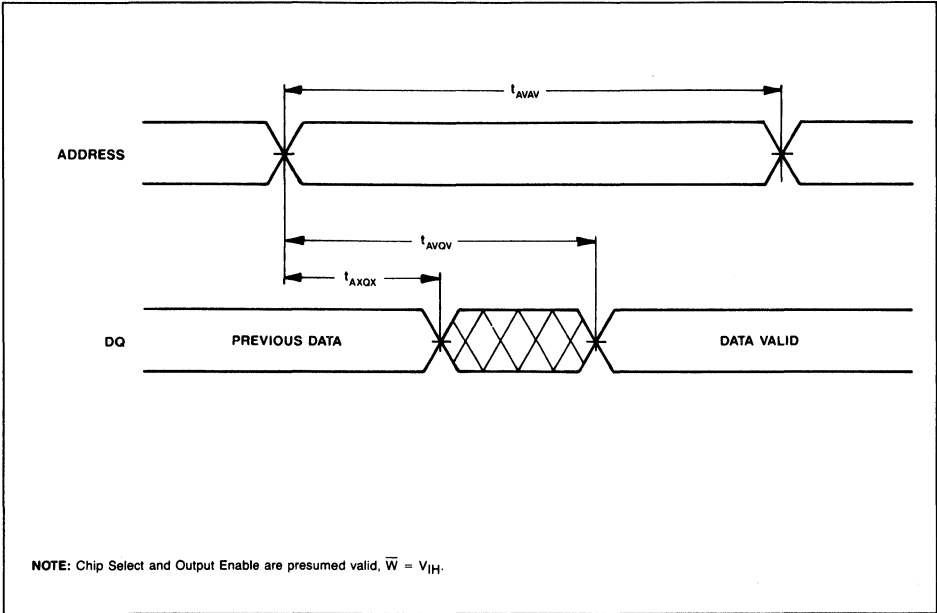 tAVAV
ADDRESS
tAVQV
tAXQX
DQ
PREVIOUS DATA
DATA VALID
NOTE: Chip Select and Output Enable are presumed valid, W̅ = VIH.